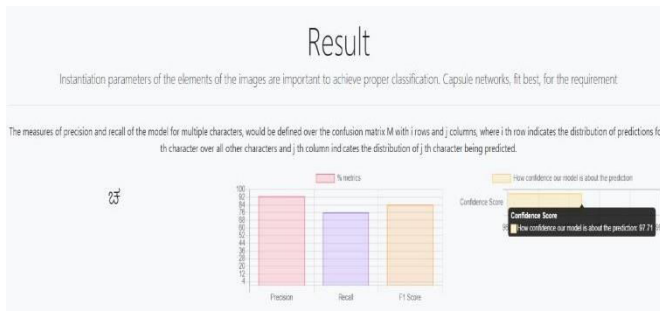 Result
Instantiation parameters of the elements of the images are important to achieve proper classification. Capsule networks, fit best, for the requirement
The measures of precision and recall of the model for multiple characters, would be defined over the confusion matrix M with i rows and j columns, where i th row indicates the distribution of predictions fo
th character over all other characters and j th column indicates the distribution of j th character being predicted.
ಚ
% metrics
100
92
84
76
68
60
52
44
36
28
20
12
4
Precision Recall F1 Score
How confidence our model is about the prediction
Confidence Score
Confidence Score
How confidence our model is about the prediction: 97.71